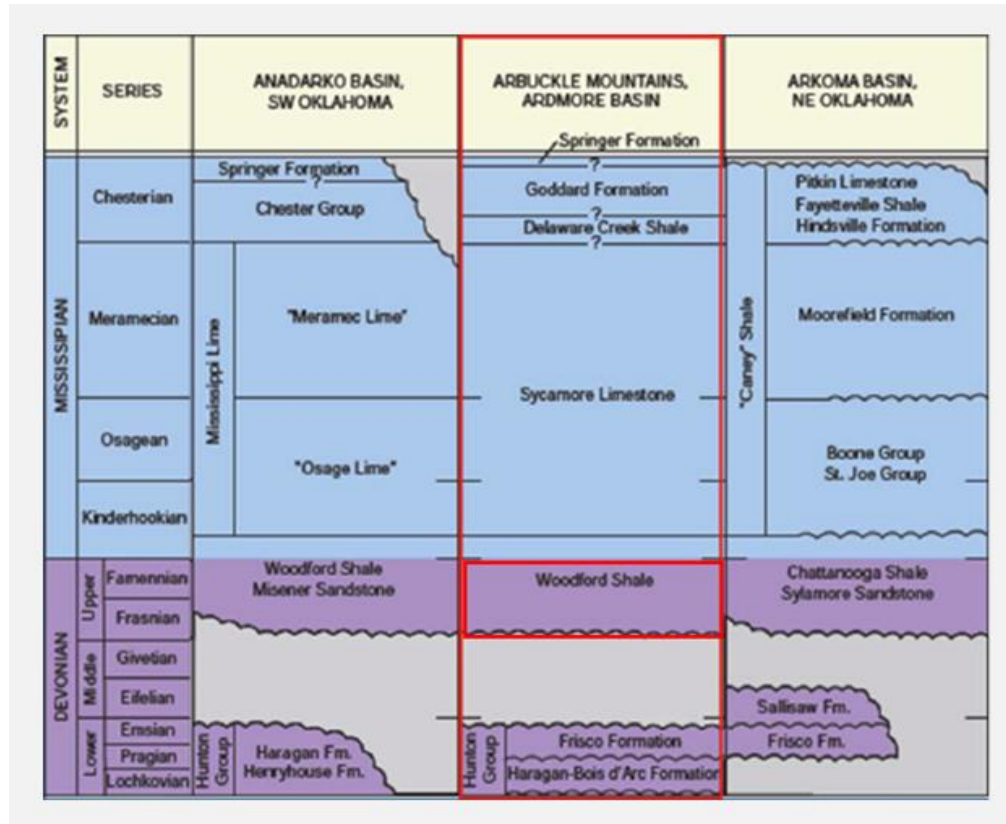 SYSTEM
SERIES
ANADARKO BASIN,
SW OKLAHOMA
ARBUCKLE MOUNTAINS,
ARDMORE BASIN
ARKOMA BASIN,
NE OKLAHOMA
MISSISSIPIAN
Chesterian
Meramecian
Osagean
Kinderhookian
Springer Formation
?
Chester Group
Mississippi Lime
"Meramec Lime"
"Osage Lime"
Springer Formation
?
Goddard Formation
?
Delaware Creek Shale
?
Sycamore Limestone
"Caney" Shale
Pitkin Limestone
Fayetteville Shale
Hindsville Formation
Moorefield Formation
Boone Group
St. Joe Group
DEVONIAN
Upper
Famennian
Frasnian
Middle
Givetian
Eifelian
Lower
Emsian
Pragian
Lochkovian
Woodford Shale
Misener Sandstone
Hunton
Group
Haragan Fm.
Henryhouse Fm.
Woodford Shale
Hunton
Group
Frisco Formation
Haragan-Bois d'Arc Formation
Chattanooga Shale
Sylamore Sandstone
Sallisaw Fm.
Frisco Fm.